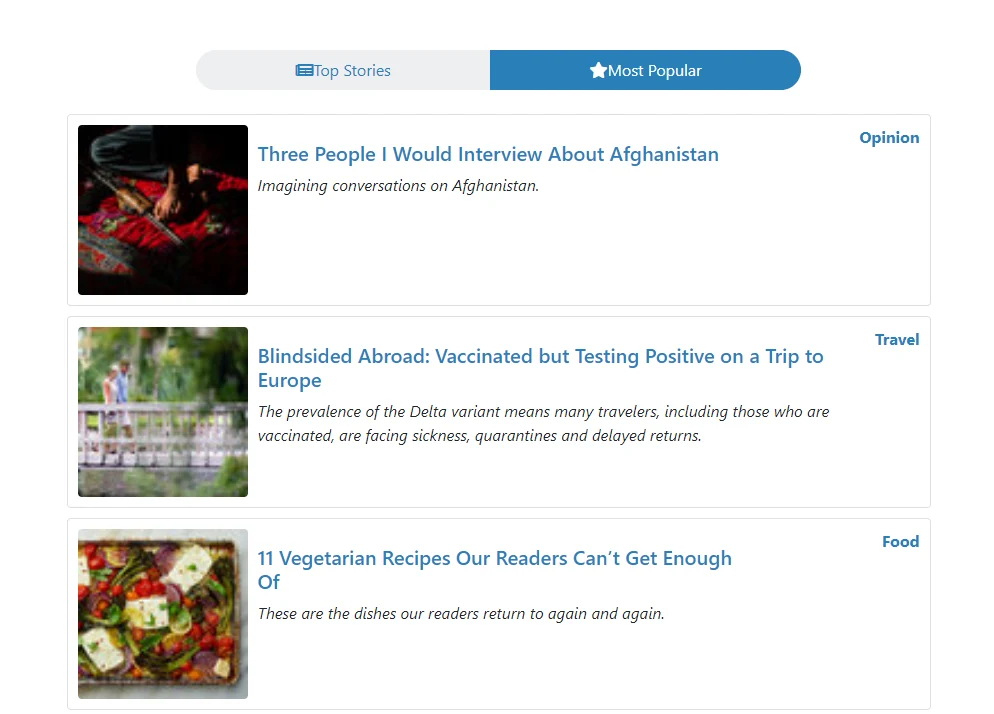 Top Stories
Most Popular
Opinion
Three People I Would Interview About Afghanistan
Imagining conversations on Afghanistan.
Travel
Blindsided Abroad: Vaccinated but Testing Positive on a Trip to
Europe
The prevalence of the Delta variant means many travelers, including those who are
vaccinated, are facing sickness, quarantines and delayed returns.
Food
11 Vegetarian Recipes Our Readers Can’t Get Enough
Of
These are the dishes our readers return to again and again.